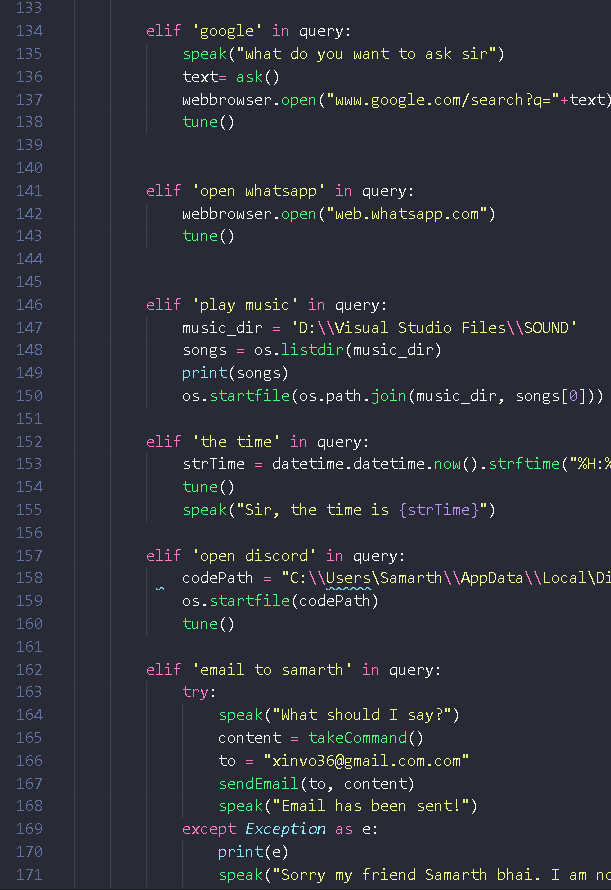 133
134 elif 'google' in query:
135 speak("what do you want to ask sir")
136 text= ask()
137 webbrowser.open("www.google.com/search?q="+text)
138 tune()
139
140
141 elif 'open whatsapp' in query:
142 webbrowser.open("web.whatsapp.com")
143 tune()
144
145
146 elif 'play music' in query:
147 music_dir = 'D:\\Visual Studio Files\\SOUND'
148 songs = os.listdir(music_dir)
149 print(songs)
150 os.startfile(os.path.join(music_dir, songs[0]))
151
152 elif 'the time' in query:
153 strTime = datetime.datetime.now().strftime("%H:%
154 tune()
155 speak("Sir, the time is {strTime}")
156
157 elif 'open discord' in query:
158 codePath = "C:\\Users\Samarth\\AppData\\Local\Di
159 os.startfile(codePath)
160 tune()
161
162 elif 'email to samarth' in query:
163 try:
164 speak("What should I say?")
165 content = takeCommand()
166 to = "xinvo36@gmail.com.com"
167 sendEmail(to, content)
168 speak("Email has been sent!")
169 except Exception as e:
170 print(e)
171 speak("Sorry my friend Samarth bhai. I am no